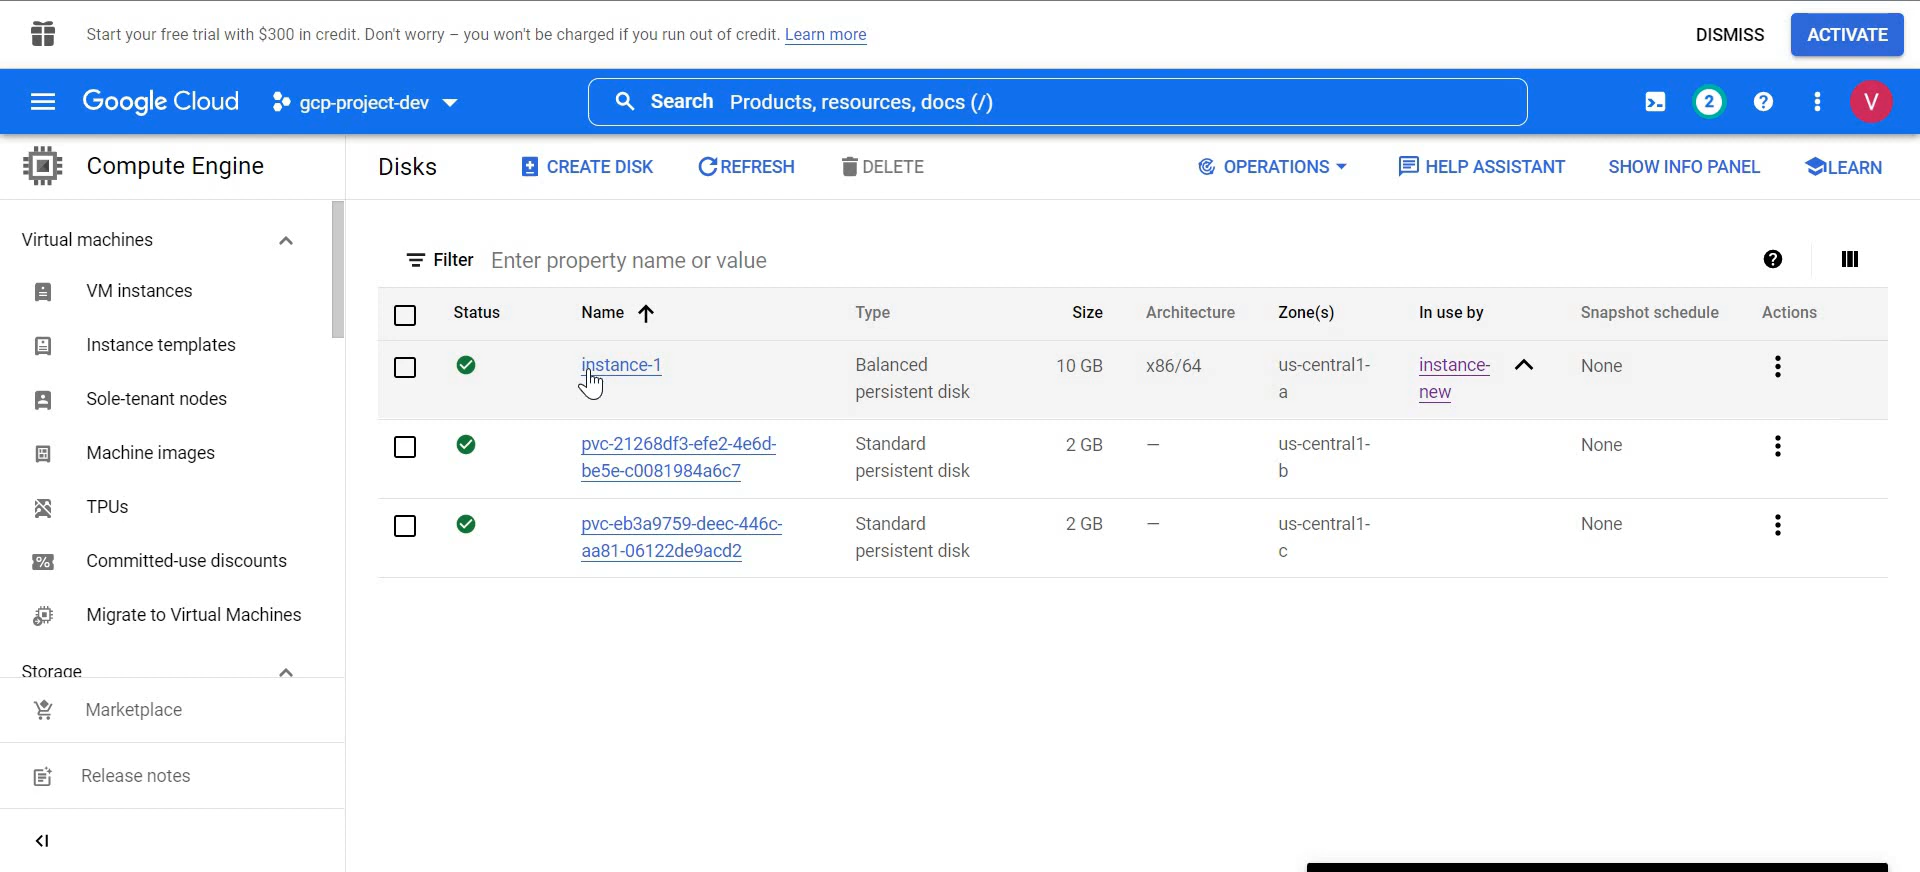 Start your free trial with $300 in credit. Don't worry – you won't be charged if you run out of credit. Learn more
DISMISS
ACTIVATE
Google Cloud
gcp-project-dev
Search Products, resources, docs (/)
2
V
Compute Engine
Disks
CREATE DISK
REFRESH
DELETE
OPERATIONS
HELP ASSISTANT
SHOW INFO PANEL
LEARN
Virtual machines
VM instances
Instance templates
Sole-tenant nodes
Machine images
TPUs
Committed-use discounts
Migrate to Virtual Machines
Storage
Marketplace
Release notes
Filter Enter property name or value
Status Name Type Size Architecture Zone(s) In use by Snapshot schedule Actions
instance-1 Balanced 10 GB x86/64 us-central1- instance- None
persistent disk a new
pvc-21268df3-efe2-4e6d- Standard 2 GB — us-central1- None
be5e-c0081984a6c7 persistent disk b
pvc-eb3a9759-deec-446c- Standard 2 GB — us-central1- None
aa81-06122de9acd2 persistent disk c